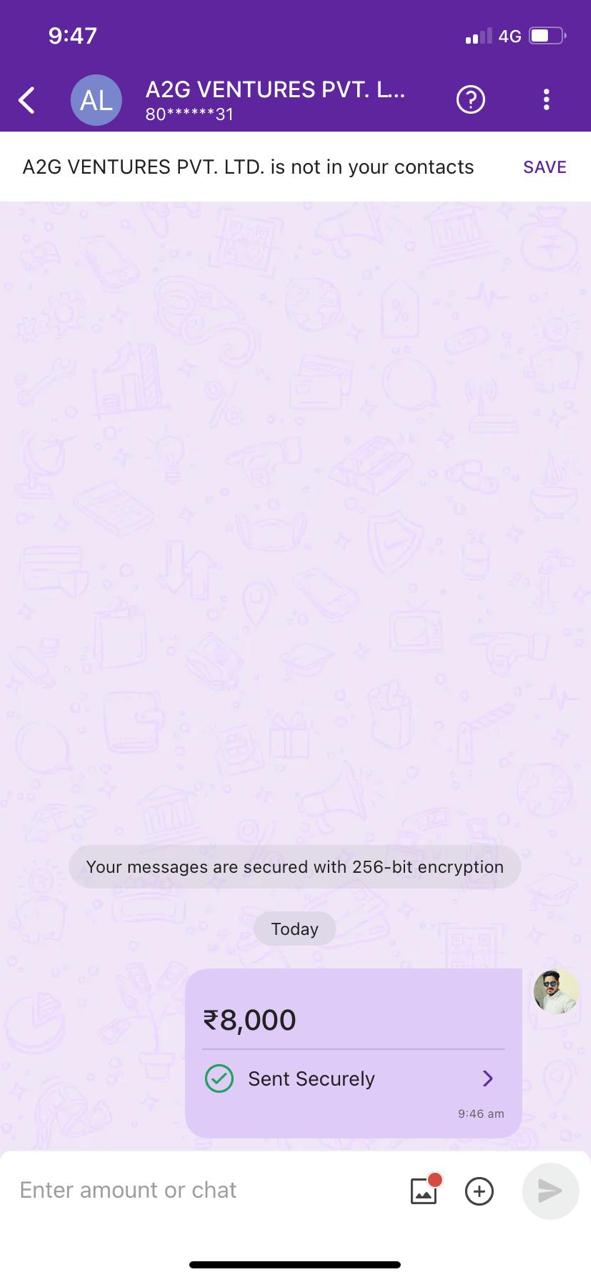 9:47
4G
AL
A2G VENTURES PVT. L...
80******31
A2G VENTURES PVT. LTD. is not in your contacts
SAVE
Your messages are secured with 256-bit encryption
Today
₹8,000
Sent Securely
9:46 am
Enter amount or chat